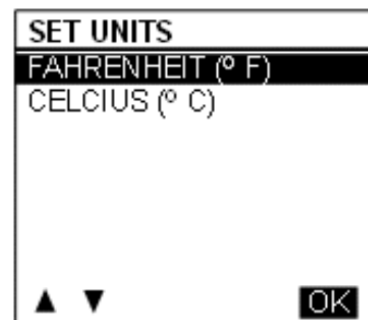 SET UNITS
FAHRENHEIT (º F)
CELCIUS (º C)
▲ ▼ OK